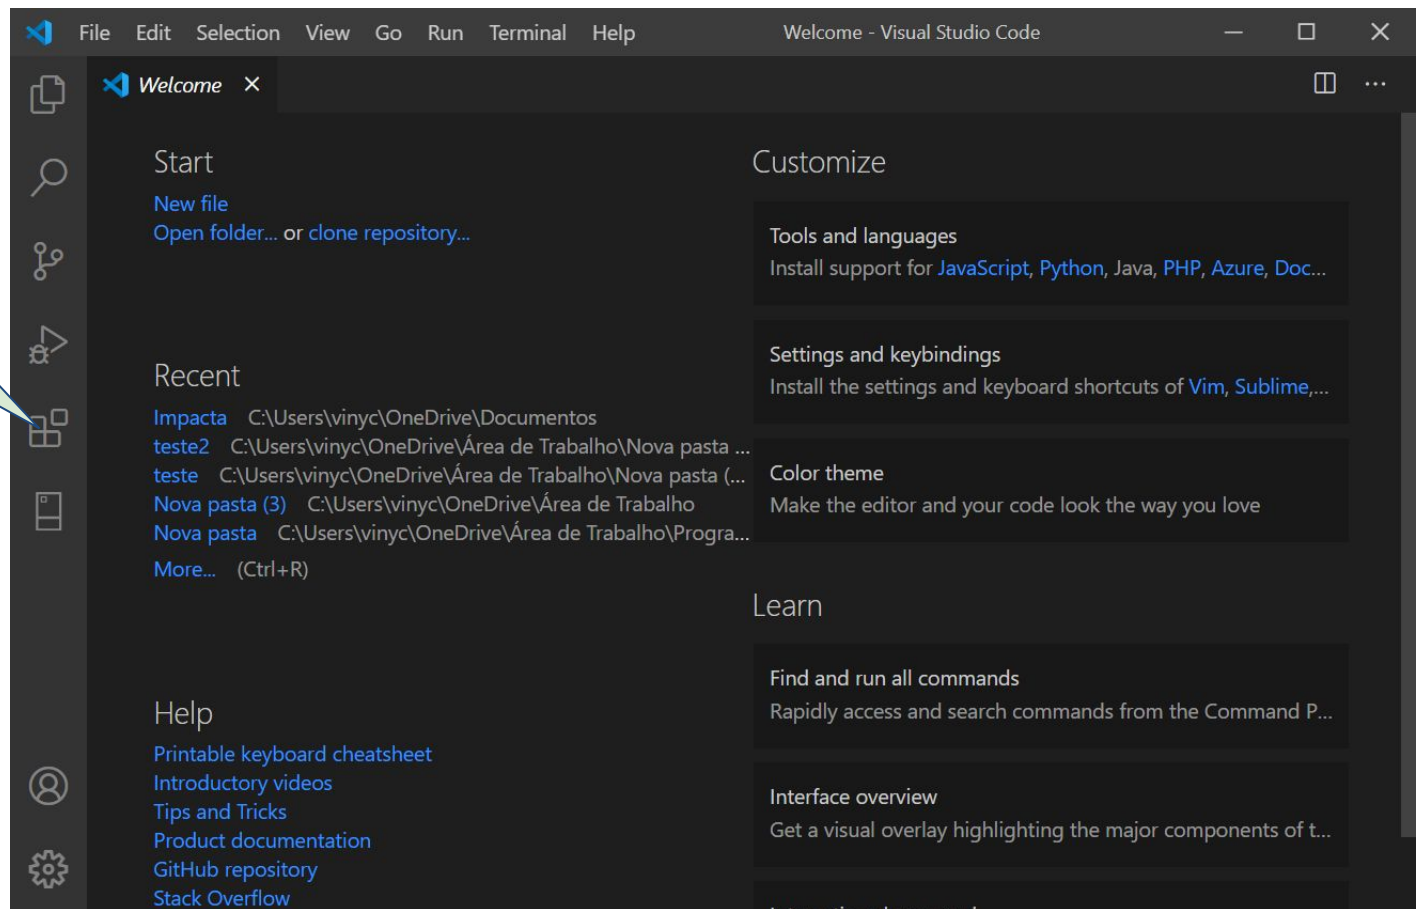 File Edit Selection View Go Run Terminal Help Welcome - Visual Studio Code
Welcome
Start
New file
Open folder... or clone repository...
Recent
Impacta C:\Users\vinyc\OneDrive\Documentos
teste2 C:\Users\vinyc\OneDrive\Área de Trabalho\Nova pasta ...
teste C:\Users\vinyc\OneDrive\Área de Trabalho\Nova pasta (...
Nova pasta (3) C:\Users\vinyc\OneDrive\Área de Trabalho
Nova pasta C:\Users\vinyc\OneDrive\Área de Trabalho\Progra...
More... (Ctrl+R)
Help
Printable keyboard cheatsheet
Introductory videos
Tips and Tricks
Product documentation
GitHub repository
Stack Overflow
Customize
Tools and languages
Install support for JavaScript, Python, Java, PHP, Azure, Doc...
Settings and keybindings
Install the settings and keyboard shortcuts of Vim, Sublime,...
Color theme
Make the editor and your code look the way you love
Learn
Find and run all commands
Rapidly access and search commands from the Command P...
Interface overview
Get a visual overlay highlighting the major components of t...